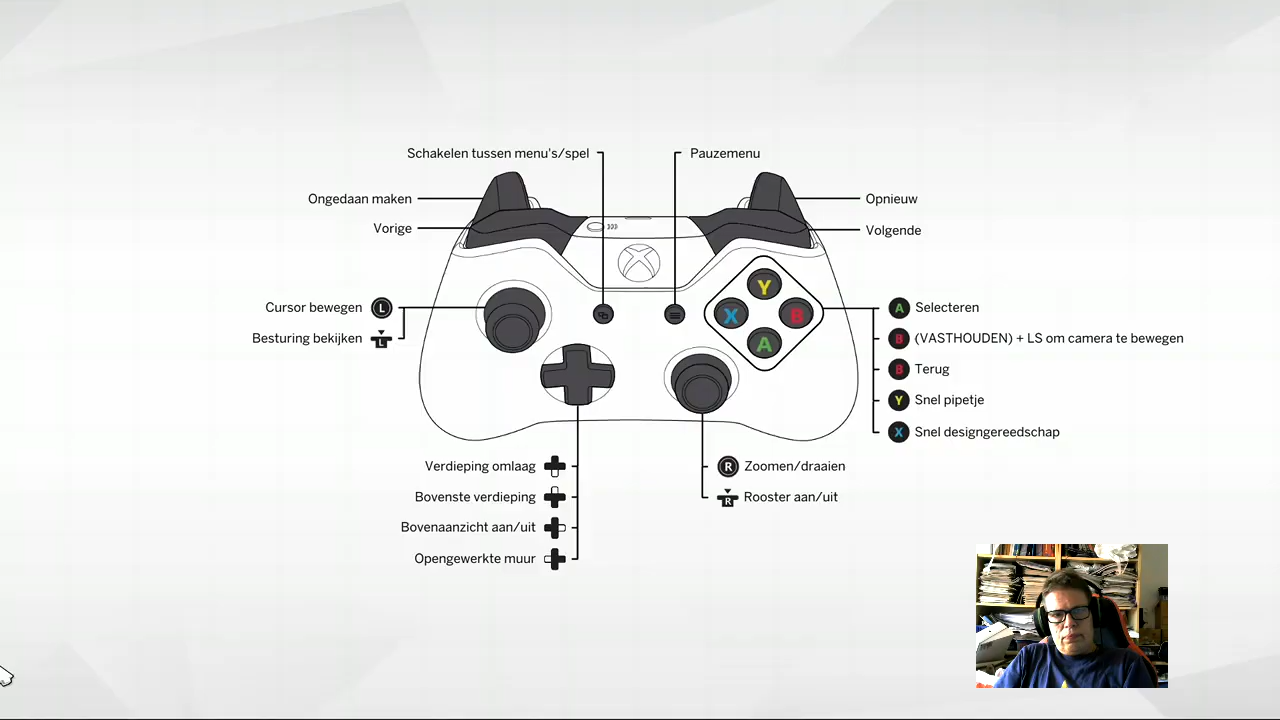 Schakelen tussen menu's/spel
Pauzemenu
Ongedaan maken
Opnieuw
Vorige
Volgende
Cursor bewegen L
Besturing bekijken L
Y
X
B
A
A Selecteren
B (VASTHOUDEN) + LS om camera te bewegen
B Terug
Y Snel pipetje
X Snel designgereedschap
Verdieping omlaag
Bovenste verdieping
Bovenaanzicht aan/uit
Opengewerkte muur
R Zoomen/draaien
R Rooster aan/uit